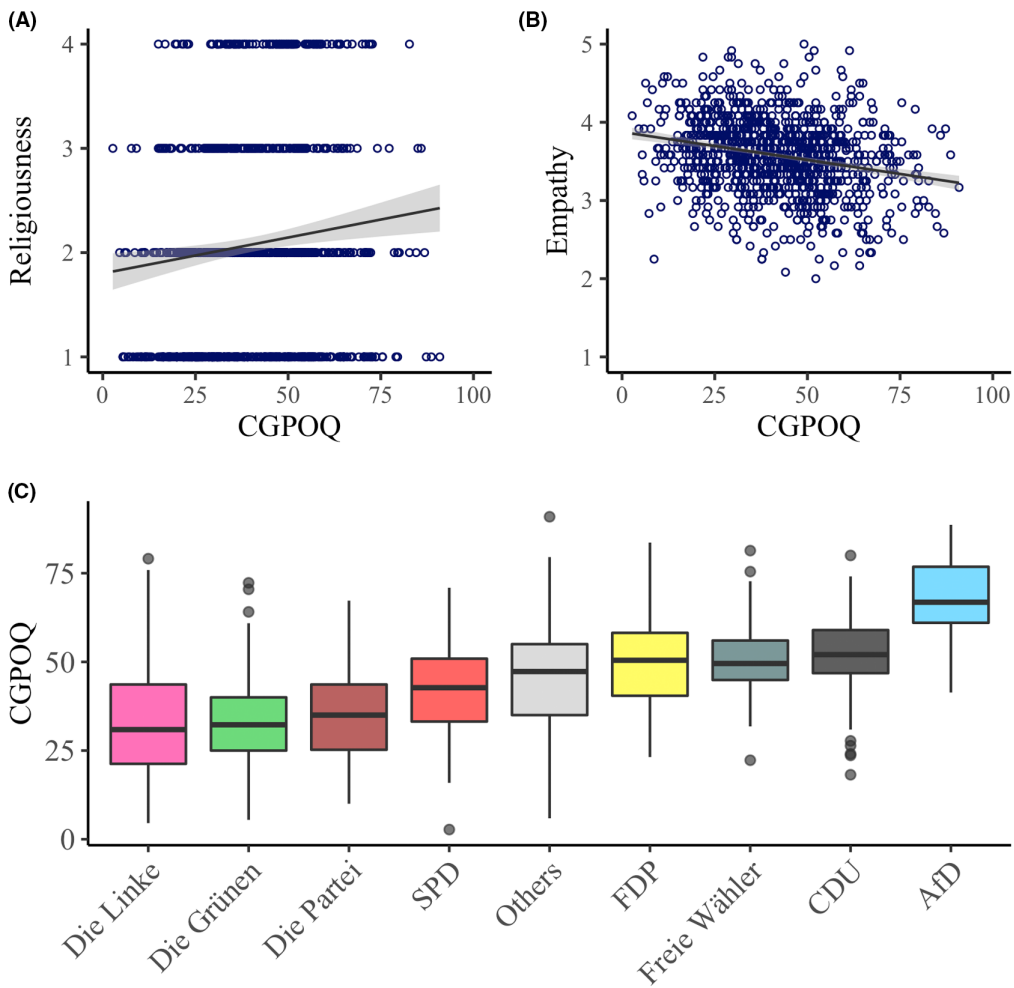 (A)
Religiousness
4
3
2
1
0 25 50 75 100
CGPOQ
(B)
Empathy
5
4
3
2
1
0 25 50 75 100
CGPOQ
(C)
CGPOQ
75
50
25
0
Die Linke
Die Grünen
Die Partei
SPD
Others
FDP
Freie Wähler
CDU
AfD